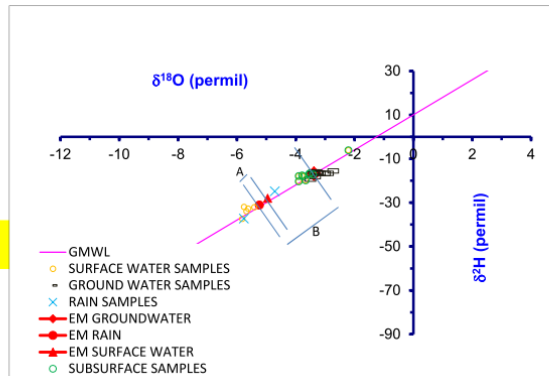 δ18O (permil)
30
10
-12
-10
-8
-6
-4
-2
0
2
4
-10
-30
-50
-70
-90
δ2H (permil)
A
B
GMWL
SURFACE WATER SAMPLES
GROUND WATER SAMPLES
RAIN SAMPLES
EM GROUNDWATER
EM RAIN
EM SURFACE WATER
SUBSURFACE SAMPLES